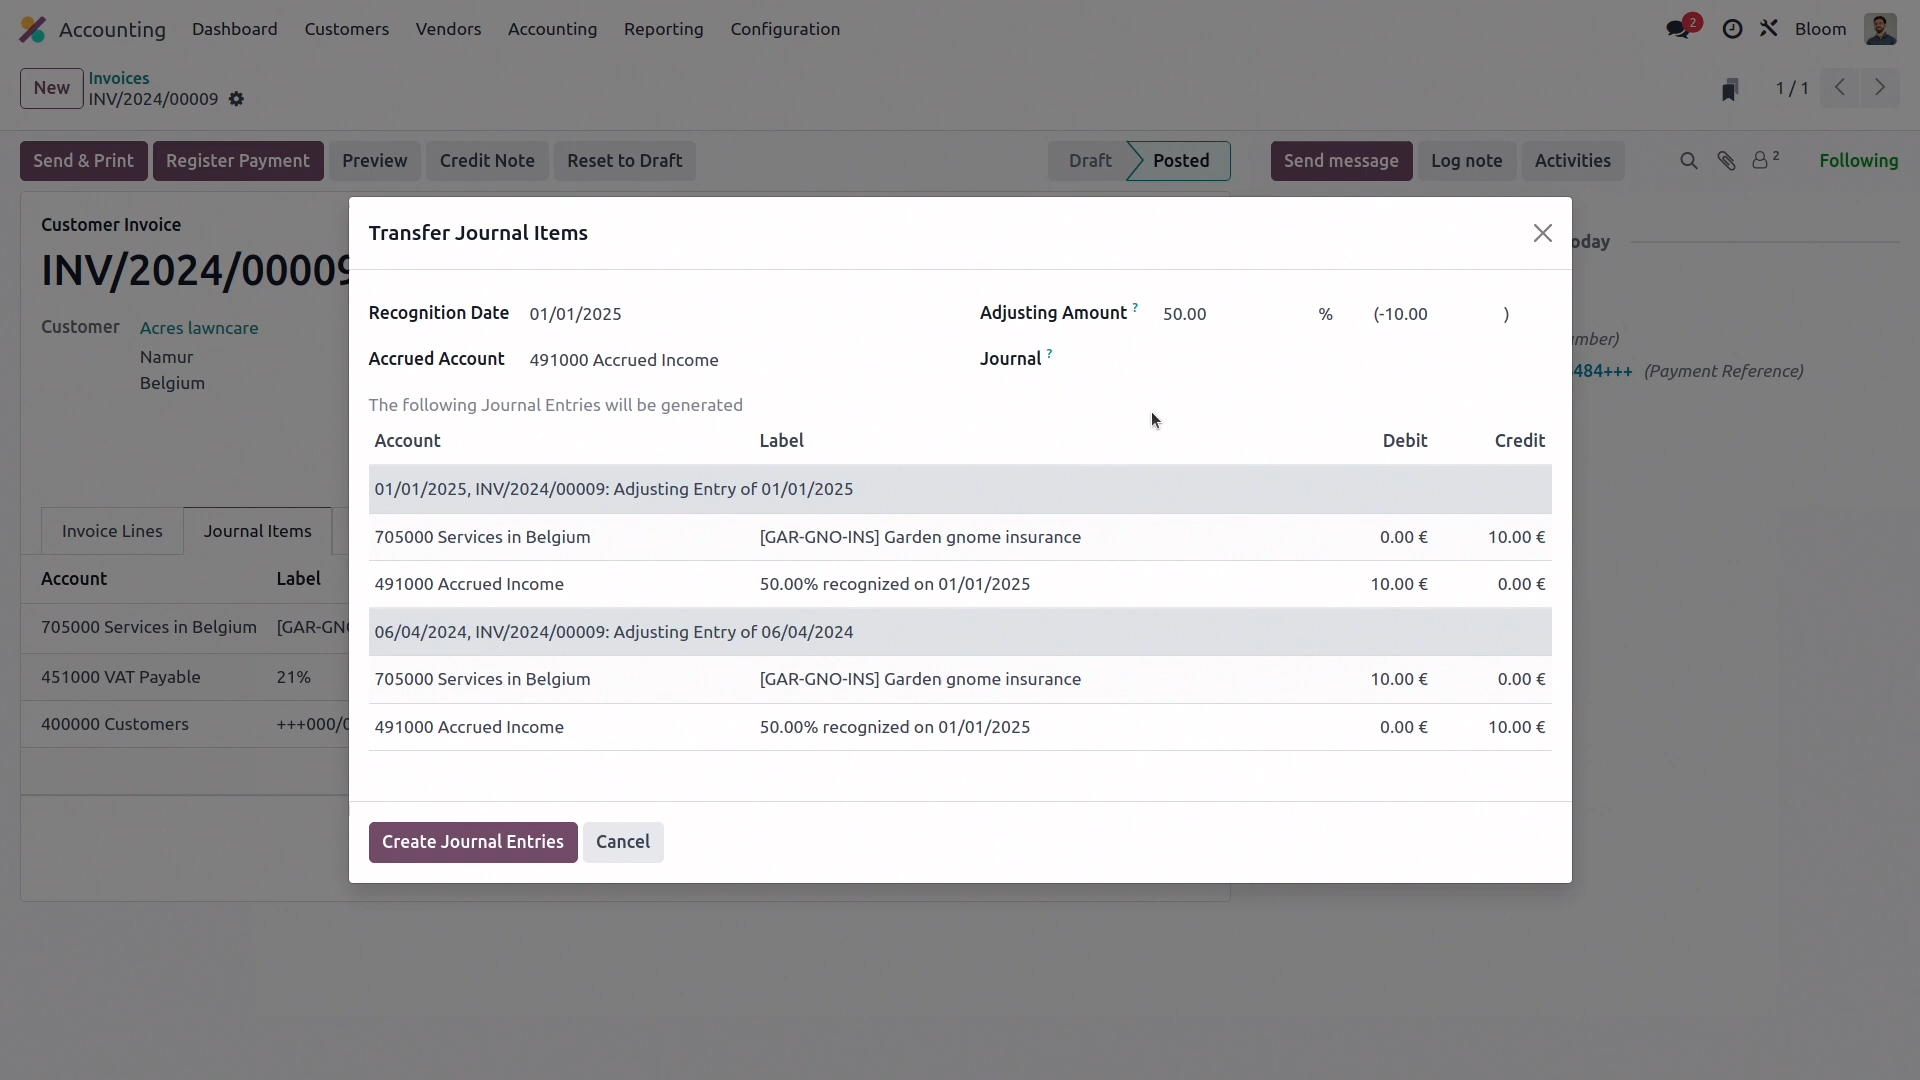 Accounting Dashboard Customers Vendors Accounting Reporting Configuration 2 Bloom
New Invoices
INV/2024/00009 1 / 1
Send & Print Register Payment Preview Credit Note Reset to Draft Draft Posted Send message Log note Activities 2 Following
Customer Invoice
INV/2024/00009
Customer Acres lawncare
Namur
Belgium
Invoice Lines Journal Items
Account Label
705000 Services in Belgium [GAR-GN
451000 VAT Payable 21%
400000 Customers +++000/
Transfer Journal Items
Recognition Date 01/01/2025 Adjusting Amount ? 50.00 % (-10.00 )
Accrued Account 491000 Accrued Income Journal ?
The following Journal Entries will be generated
Account Label Debit Credit
01/01/2025, INV/2024/00009: Adjusting Entry of 01/01/2025
705000 Services in Belgium [GAR-GNO-INS] Garden gnome insurance 0.00 € 10.00 €
491000 Accrued Income 50.00% recognized on 01/01/2025 10.00 € 0.00 €
06/04/2024, INV/2024/00009: Adjusting Entry of 06/04/2024
705000 Services in Belgium [GAR-GNO-INS] Garden gnome insurance 10.00 € 0.00 €
491000 Accrued Income 50.00% recognized on 01/01/2025 0.00 € 10.00 €
Create Journal Entries Cancel
oday
mber)
484+++ (Payment Reference)